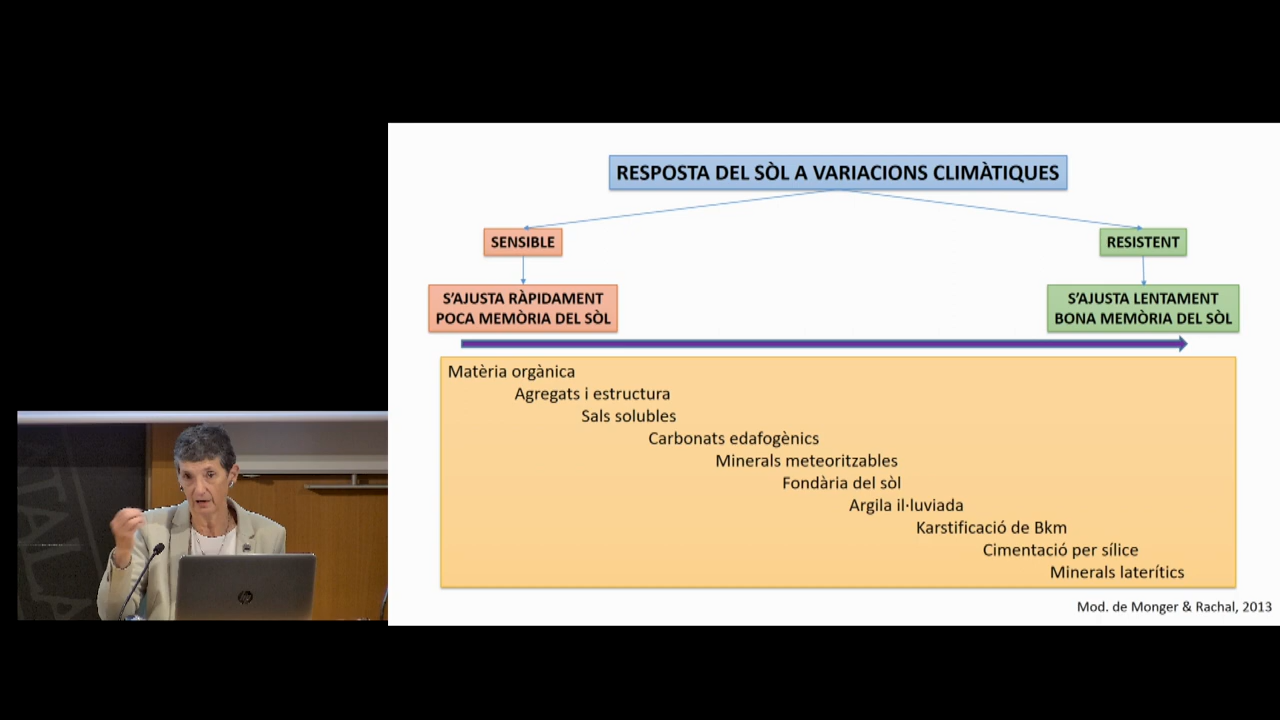 RESPOSTA DEL SÒL A VARIACIONS CLIMÀTIQUES
SENSIBLE
RESISTENT
S'AJUSTA RÀPIDAMENT
POCA MEMÒRIA DEL SÒL
S'AJUSTA LENTAMENT
BONA MEMÒRIA DEL SÒL
Matèria orgànica
Agregats i estructura
Sals solubles
Carbonats edafogènics
Minerals meteoritzables
Fondària del sòl
Argila il·luviada
Karstificació de Bkm
Cimentació per sílice
Minerals laterítics
Mod. de Monger & Rachal, 2013
hp